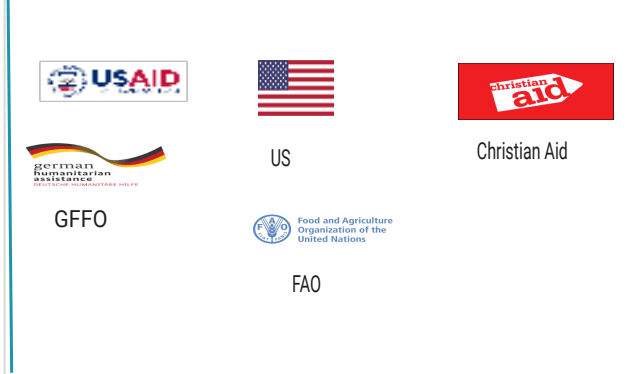 USAID
christian
aid
US
Christian Aid
german
humanitarian
assistance
DEUTSCHE HUMANITÄRE HILFE
GFFO
FAO
Food and Agriculture
Organization of the
United Nations
FAO